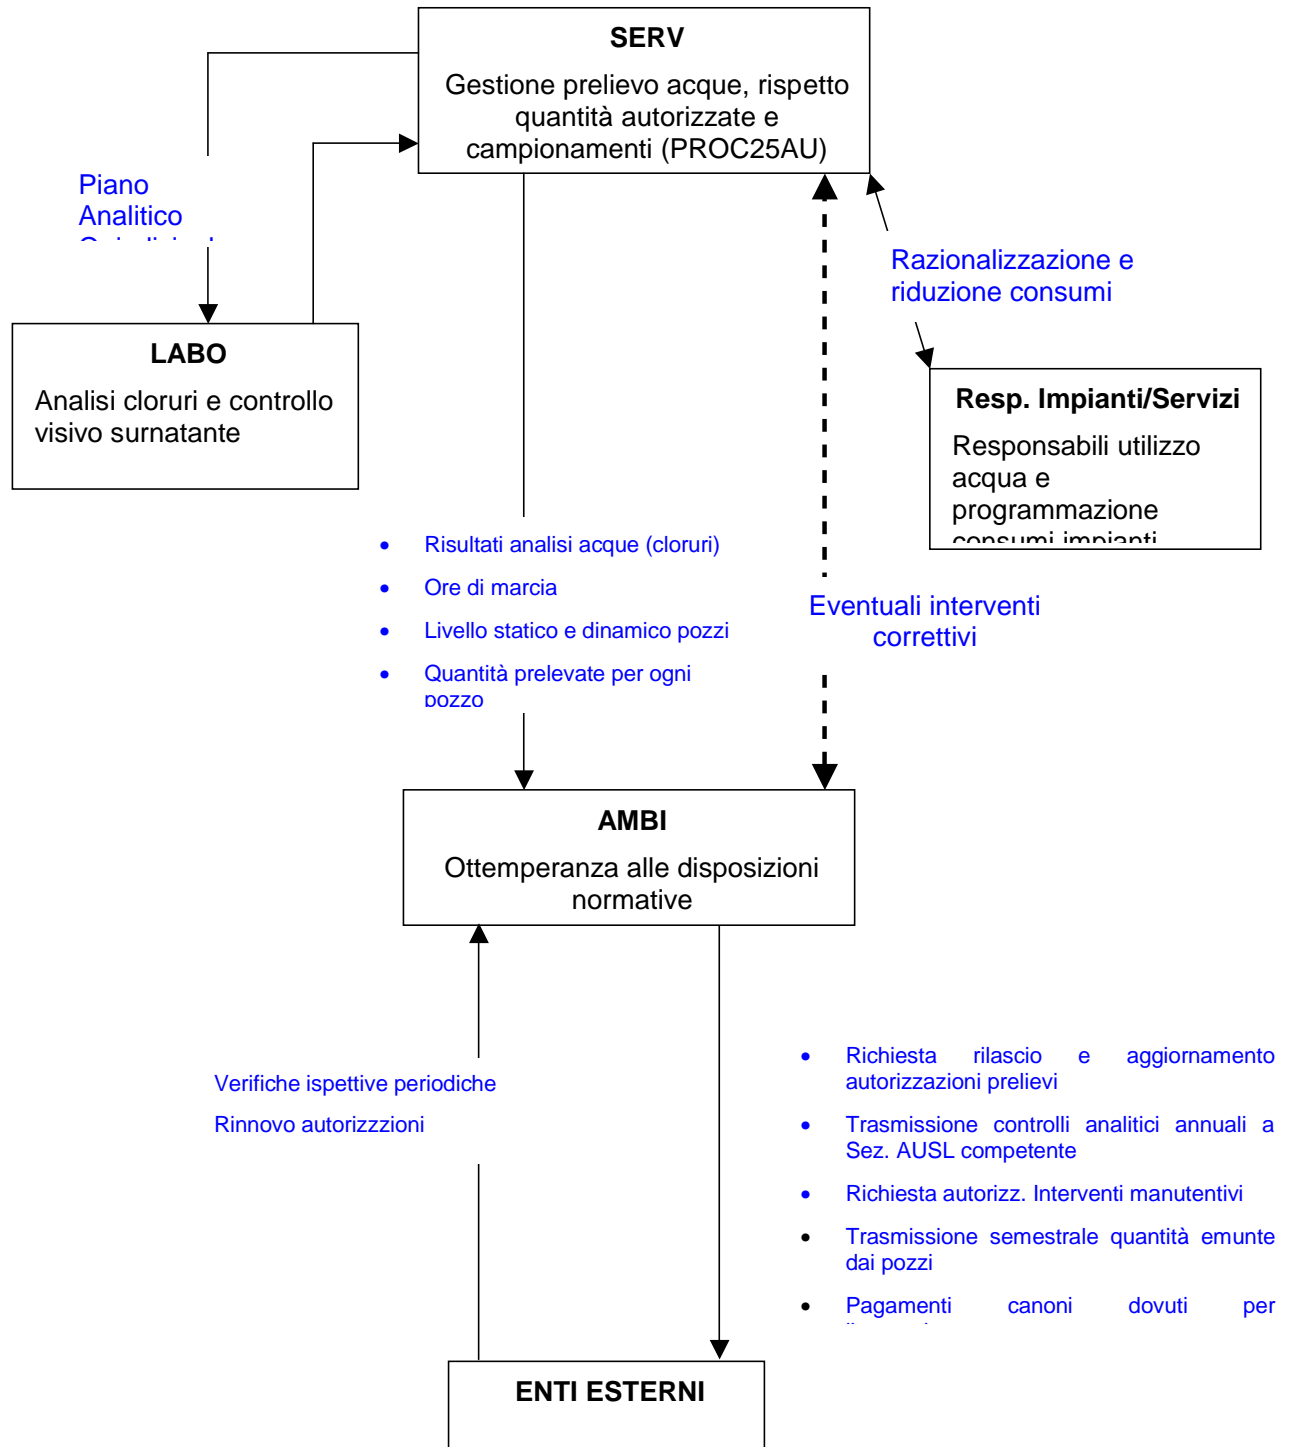 SERV
Gestione prelievo acque, rispetto
quantità autorizzate e
campionamenti (PROC25AU)
Piano
Analitico
Razionalizzazione e
riduzione consumi
LABO
Analisi cloruri e controllo
visivo surnatante
Resp. Impianti/Servizi
Responsabili utilizzo
acqua e
programmazione
consumi impianti
• Risultati analisi acque (cloruri)
• Ore di marcia
• Livello statico e dinamico pozzi
• Quantità prelevate per ogni
pozzo
Eventuali interventi
correttivi
AMBI
Ottemperanza alle disposizioni
normative
Verifiche ispettive periodiche
Rinnovo autorizzzioni
• Richiesta rilascio e aggiornamento
autorizzazioni prelievi
• Trasmissione controlli analitici annuali a
Sez. AUSL competente
• Richiesta autorizz. Interventi manutentivi
• Trasmissione semestrale quantità emunte
dai pozzi
• Pagamenti canoni dovuti per
ENTI ESTERNI